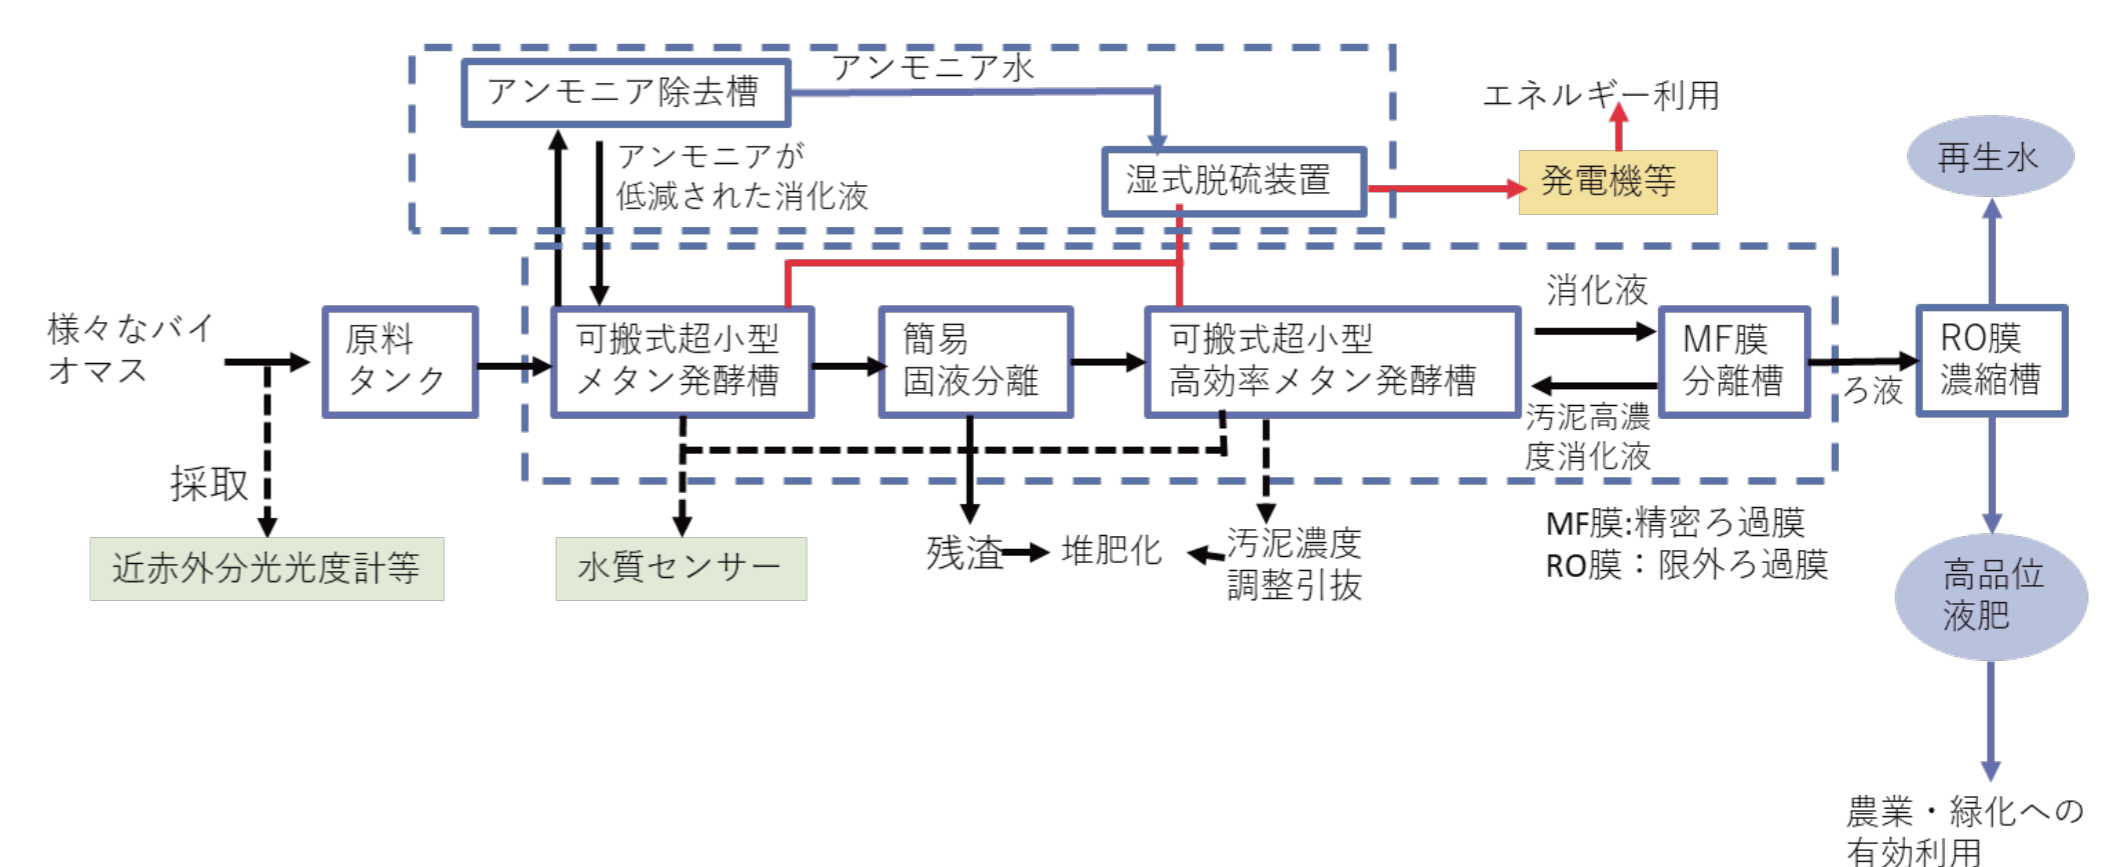 アンモニア除去槽
アンモニア水
アンモニアが
低減された消化液
湿式脱硫装置
エネルギー利用
発電機等
再生水
様々なバイ
オマス
原料
タンク
可搬式超小型
メタン発酵槽
簡易
固液分離
可搬式超小型
高効率メタン発酵槽
消化液
汚泥高濃
度消化液
MF膜
分離槽
ろ液
RO膜
濃縮槽
採取
近赤外分光光度計等
水質センサー
残渣
堆肥化
汚泥濃度
調整引抜
MF膜:精密ろ過膜
RO膜：限外ろ過膜
高品位
液肥
農業・緑化への
有効利用